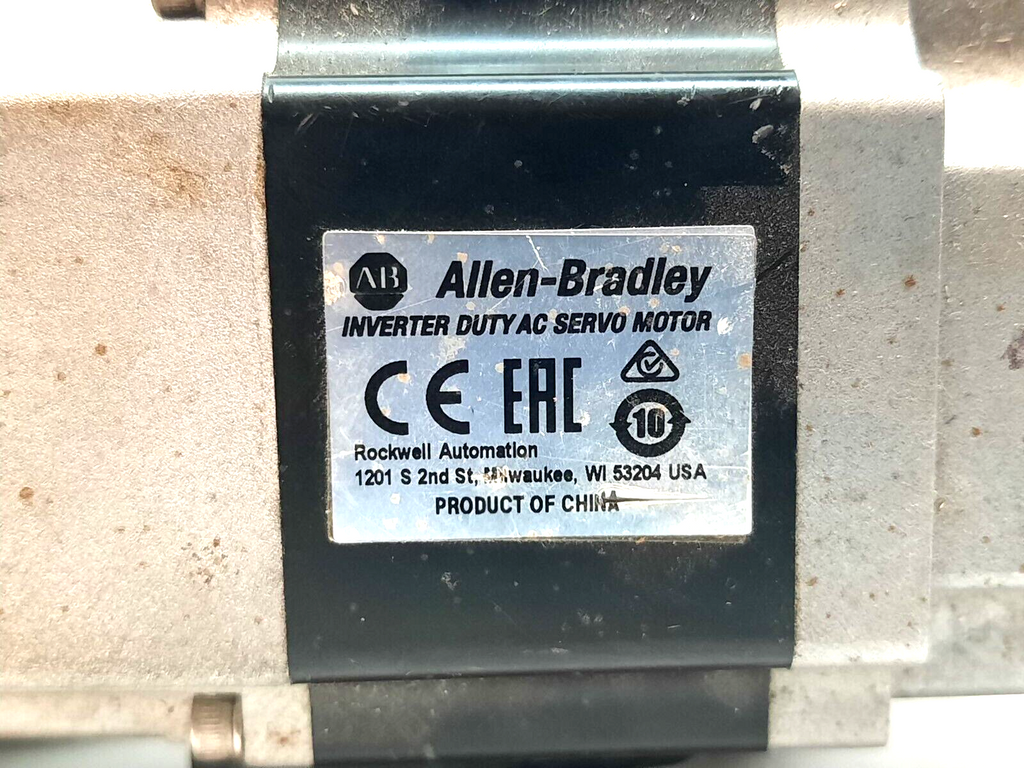 AB Allen-Bradley
INVERTER DUTY AC SERVO MOTOR
CE EAC
10
Rockwell Automation
1201 S 2nd St, Milwaukee, WI 53204 USA
PRODUCT OF CHINA